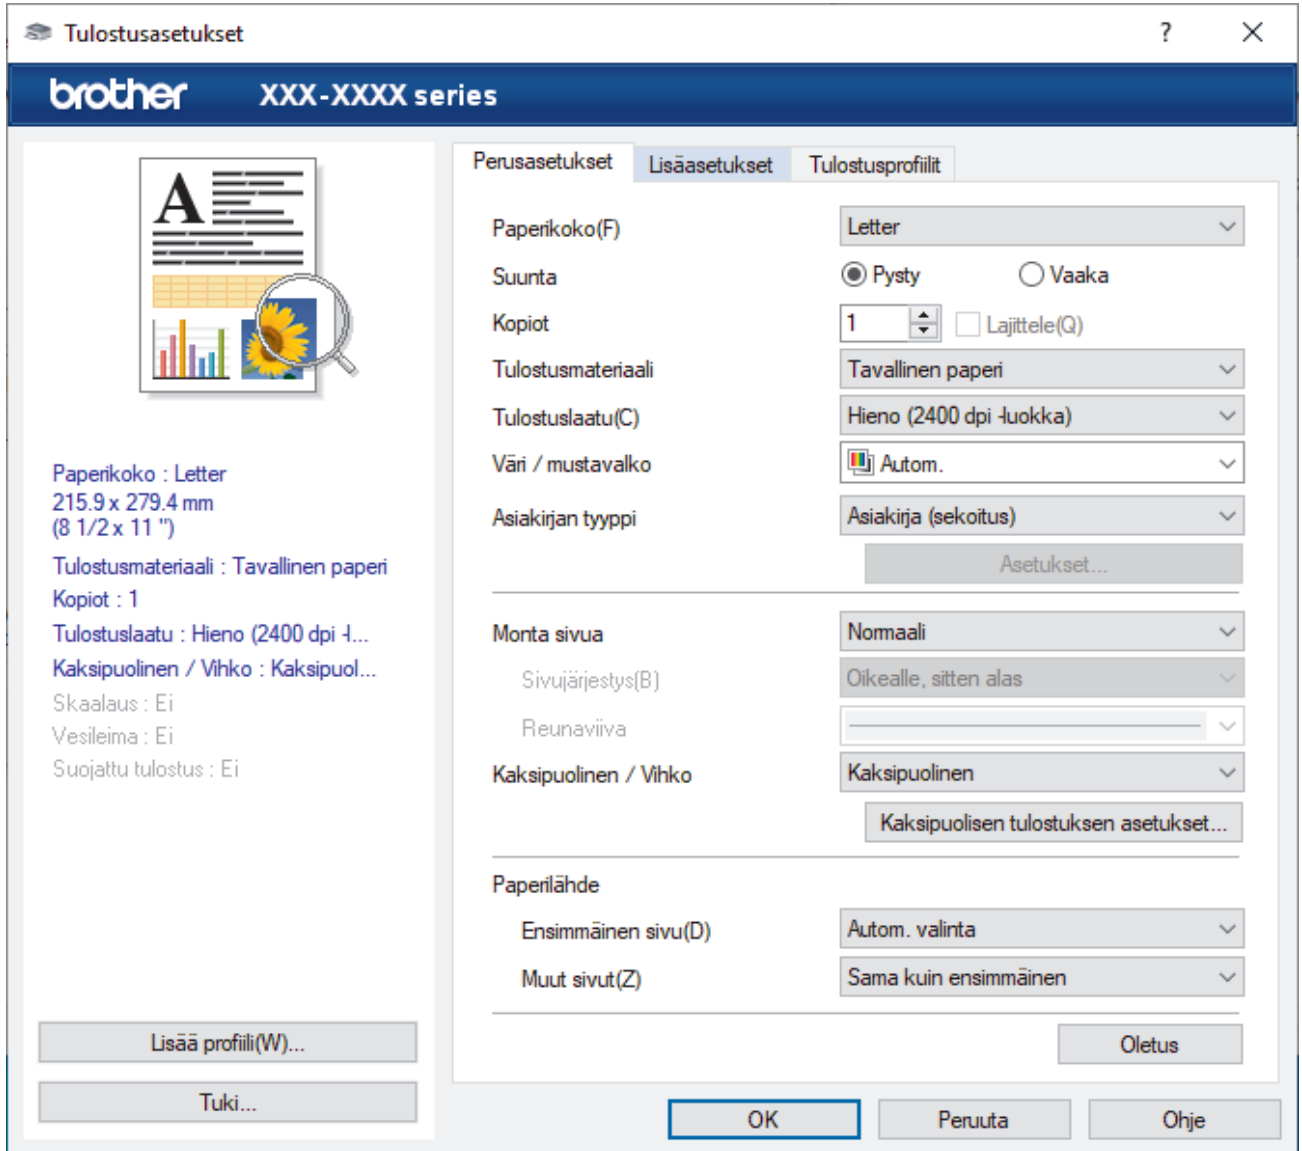 Tulostusasetukset
?
brother XXX-XXXX series
A
Paperikoko : Letter
215.9 x 279.4 mm
(8 1/2 x 11 ")
Tulostusmateriaali : Tavallinen paperi
Kopiot : 1
Tulostuslaatu : Hieno (2400 dpi -l...
Kaksipuolinen / Vihko : Kaksipuol...
Skaalaus : Ei
Vesileima : Ei
Suojattu tulostus : Ei
Lisää profiili(W)...
Tuki...
Perusasetukset Lisäasetukset Tulostusprofiilit
Paperikoko(F) Letter
Suunta Pysty Vaaka
Kopiot 1 Lajittele(Q)
Tulostusmateriaali Tavallinen paperi
Tulostuslaatu(C) Hieno (2400 dpi -luokka)
Väri / mustavalko Autom.
Asiakirjan tyyppi Asiakirja (sekoitus)
Asetukset...
Monta sivua Normaali
Sivujärjestys(B) Oikealle, sitten alas
Reunaviiva
Kaksipuolinen / Vihko Kaksipuolinen
Kaksipuolisen tulostuksen asetukset...
Paperilähde
Ensimmäinen sivu(D) Autom. valinta
Muut sivut(Z) Sama kuin ensimmäinen
Oletus
OK Peruuta Ohje